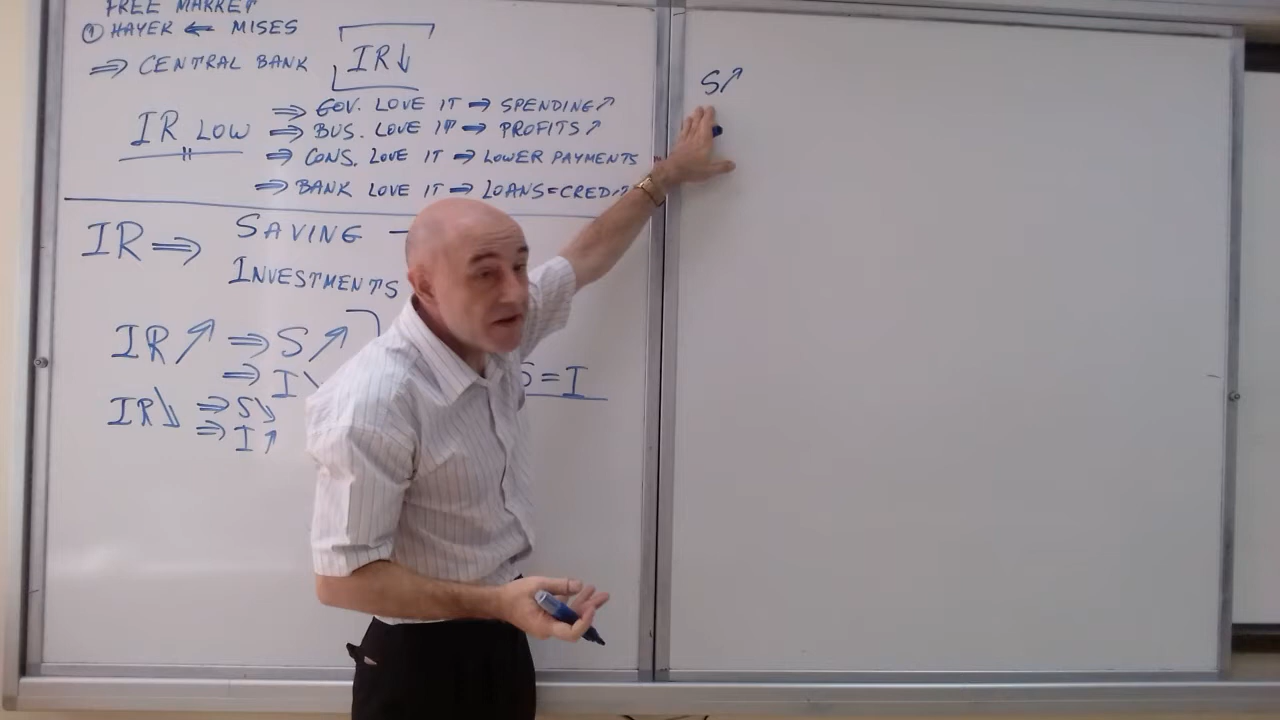 FREE MARKET
① HAYEK ⇐ MISES
⇒ CENTRAL BANK IR↓
IR LOW
⇒ GOV. LOVE IT ⇒ SPENDING↗
⇒ BUS. LOVE IT ⇒ PROFITS↗
⇒ CONS. LOVE IT ⇒ LOWER PAYMENTS
⇒ BANK LOVE IT ⇒ LOANS=CRED
IR ⇒ SAVING –
INVESTMENTS
IR↗ ⇒ S↗
⇒ I↘
S=I
IR↘ ⇒ S↘
⇒ I↗
S↗